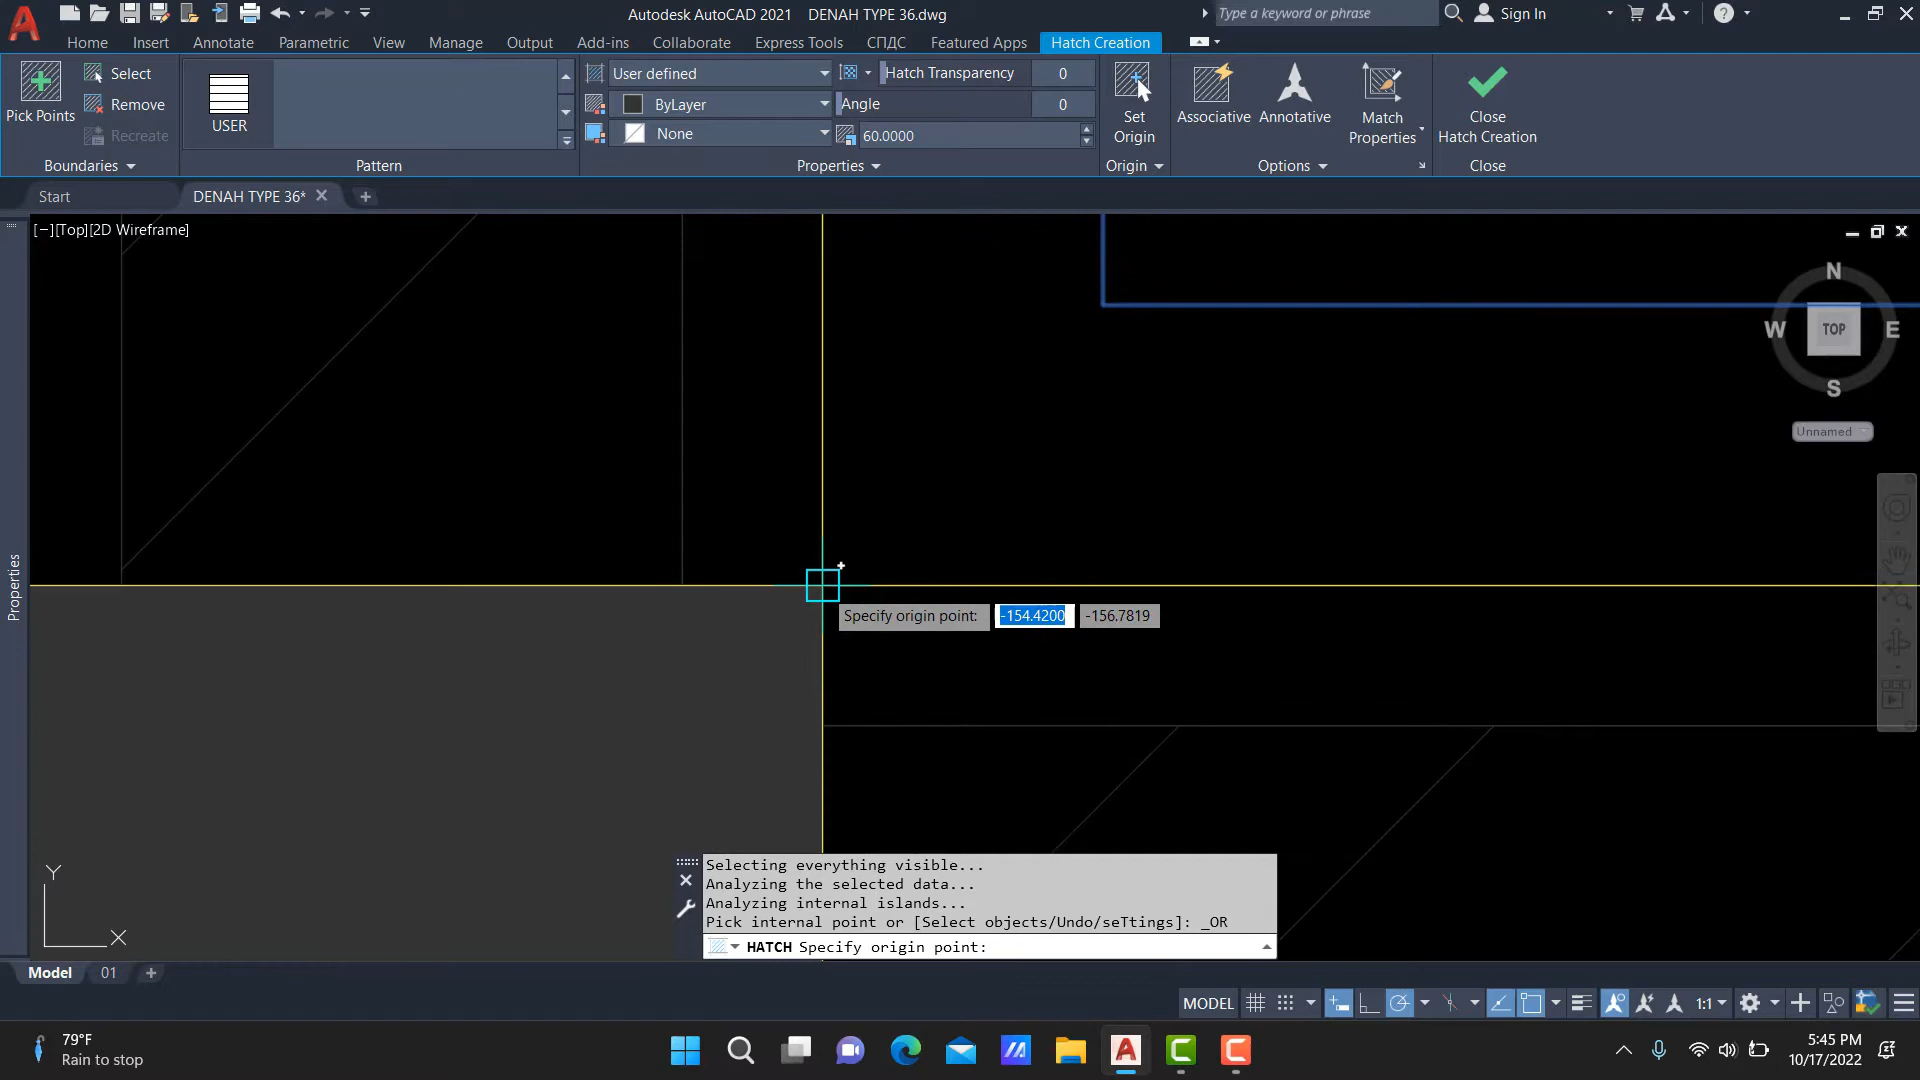 Autodesk AutoCAD 2021 DENAH TYPE 36.dwg
Type a keyword or phrase
Sign In
Home Insert Annotate Parametric View Manage Output Add-ins Collaborate Express Tools СПДС Featured Apps Hatch Creation
Pick Points
Select
Remove
Recreate
Boundaries
USER
Pattern
User defined
ByLayer
None
Hatch Transparency 0
Angle 0
60.0000
Properties
Set
Origin
Origin
Associative
Annotative
Match
Properties
Options
Close
Hatch Creation
Close
Start
DENAH TYPE 36*
[−][Top][2D Wireframe]
N
W TOP E
S
Unnamed
Properties
Specify origin point: -154.4200 -156.7819
Y
X
Selecting everything visible...
Analyzing the selected data...
Analyzing internal islands...
Pick internal point or [Select objects/Undo/seTtings]: _OR
HATCH Specify origin point:
Model 01
MODEL
1:1
79°F
Rain to stop
5:45 PM
10/17/2022